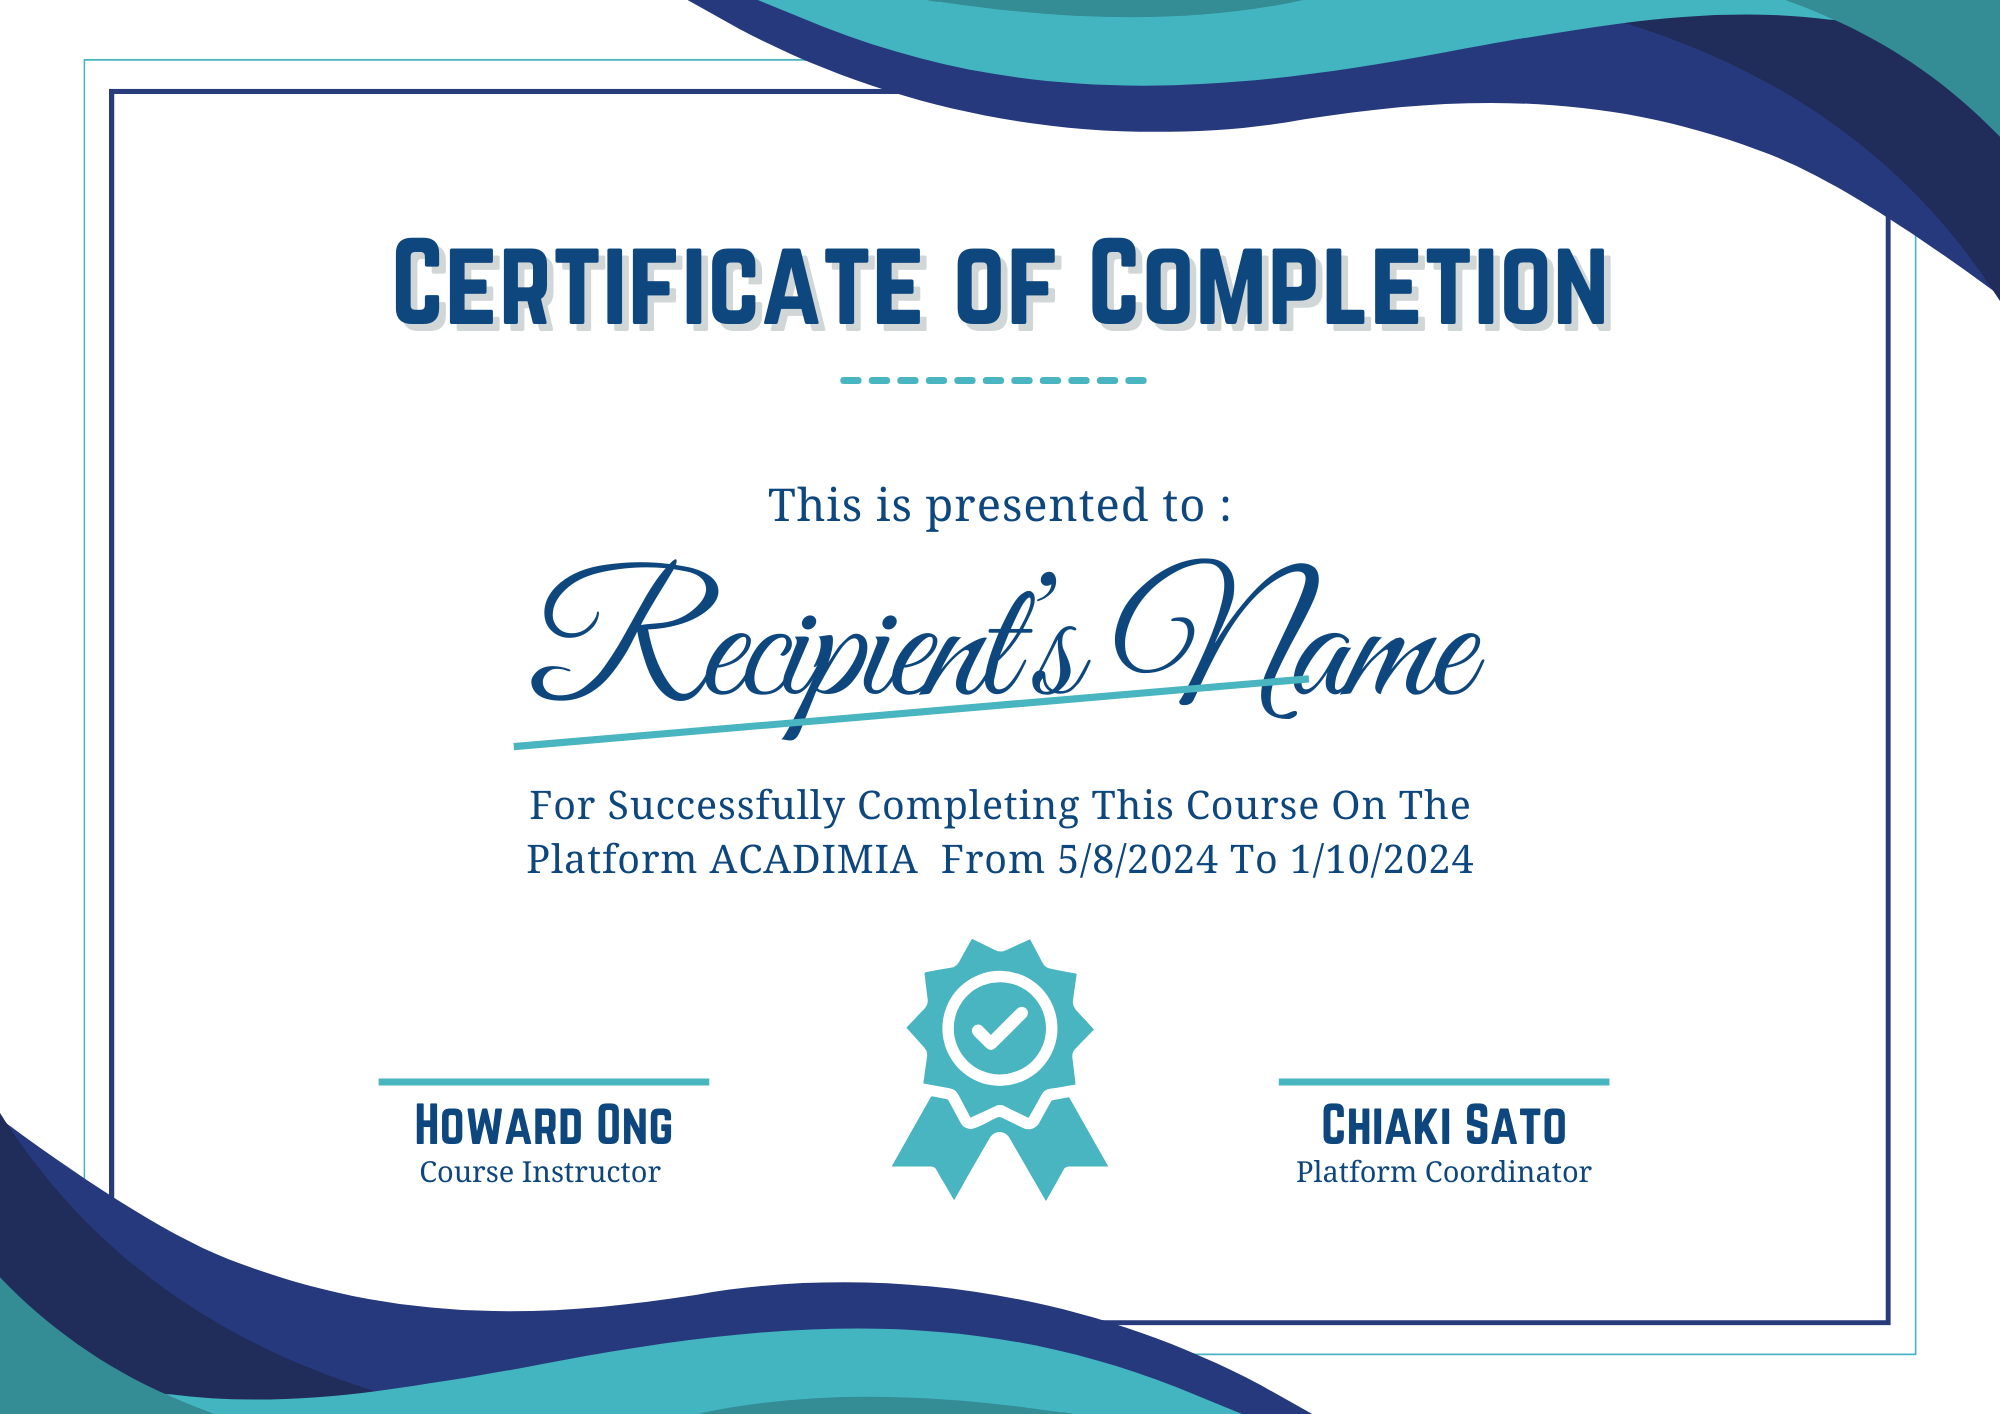 Certificate of Completion
This is presented to :
Recipient’s Name
For Successfully Completing This Course On The
Platform ACADIMIA From 5/8/2024 To 1/10/2024
Howard Ong
Course Instructor
Chiaki Sato
Platform Coordinator